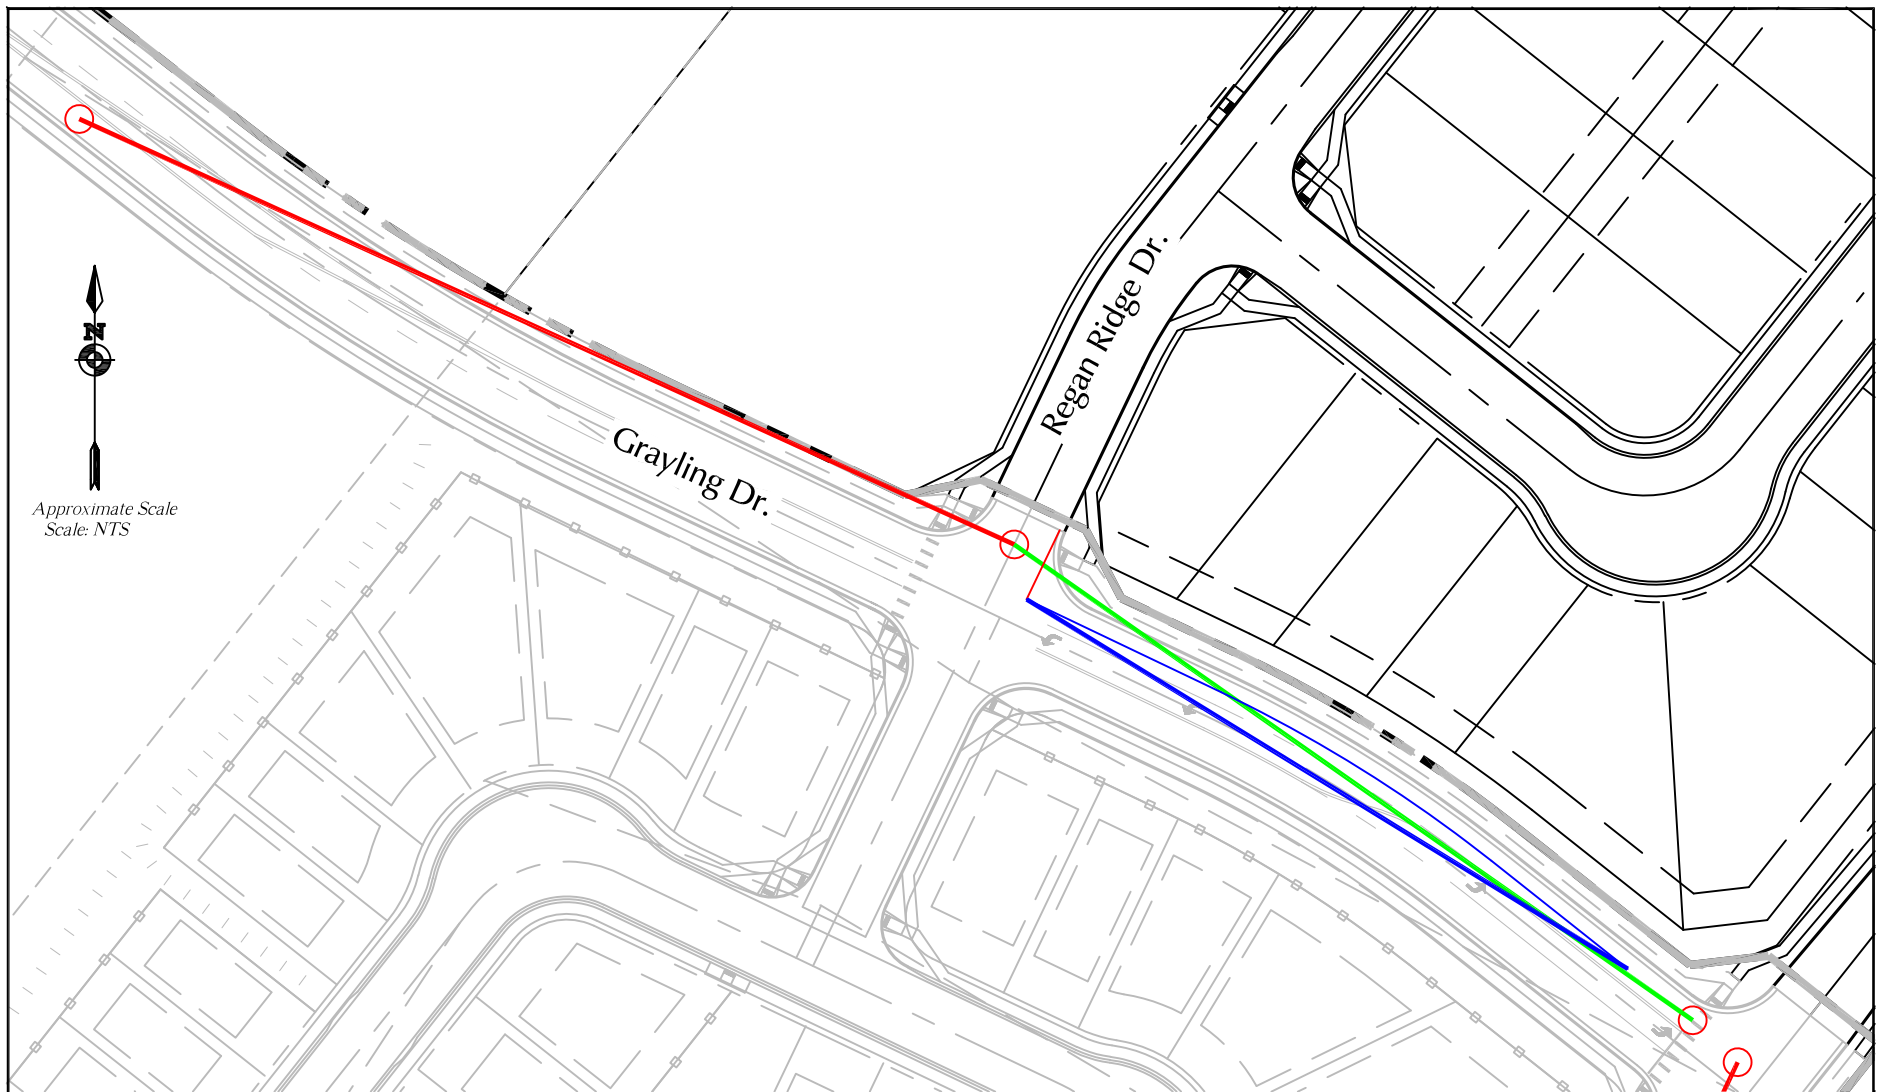 Regan Ridge Dr.
N
Grayling Dr.
Approximate Scale
Scale: NTS